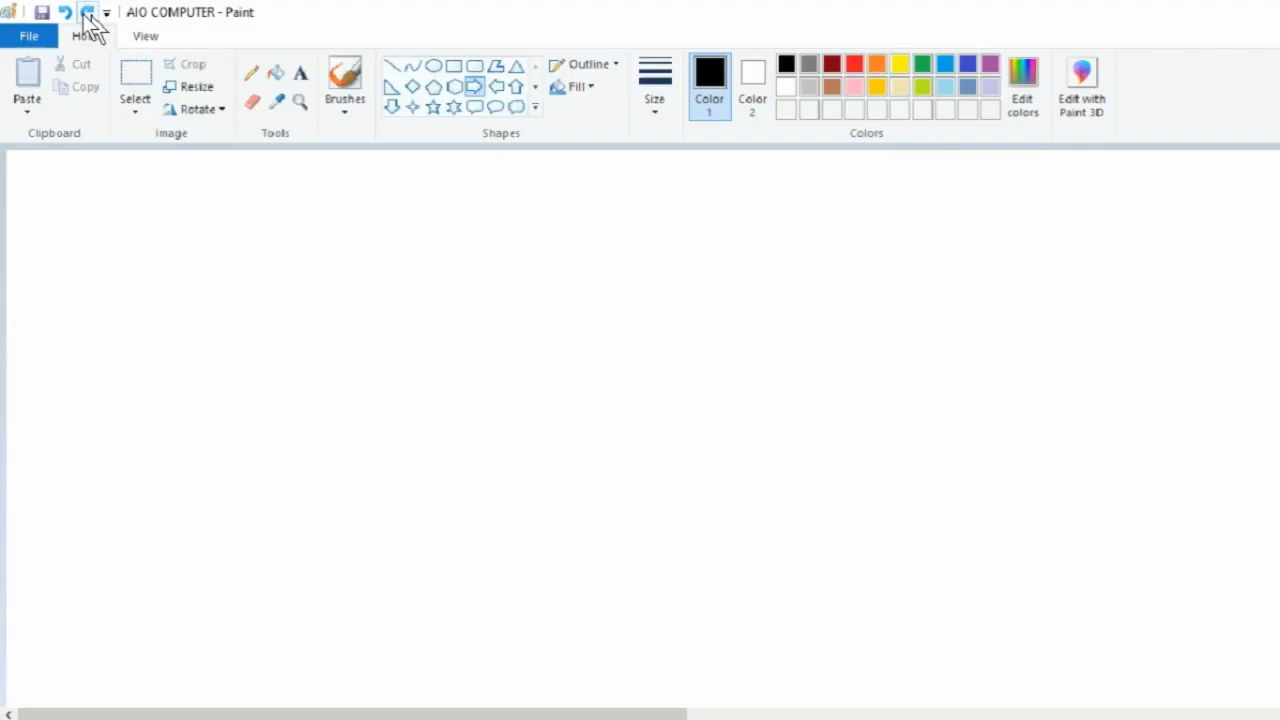 AIO COMPUTER - Paint
File
View
Paste
Cut
Copy
Clipboard
Select
Crop
Resize
Rotate
Image
Tools
Brushes
Shapes
Outline
Fill
Size
Color
1
Color
2
Colors
Edit
colors
Edit with
Paint 3D